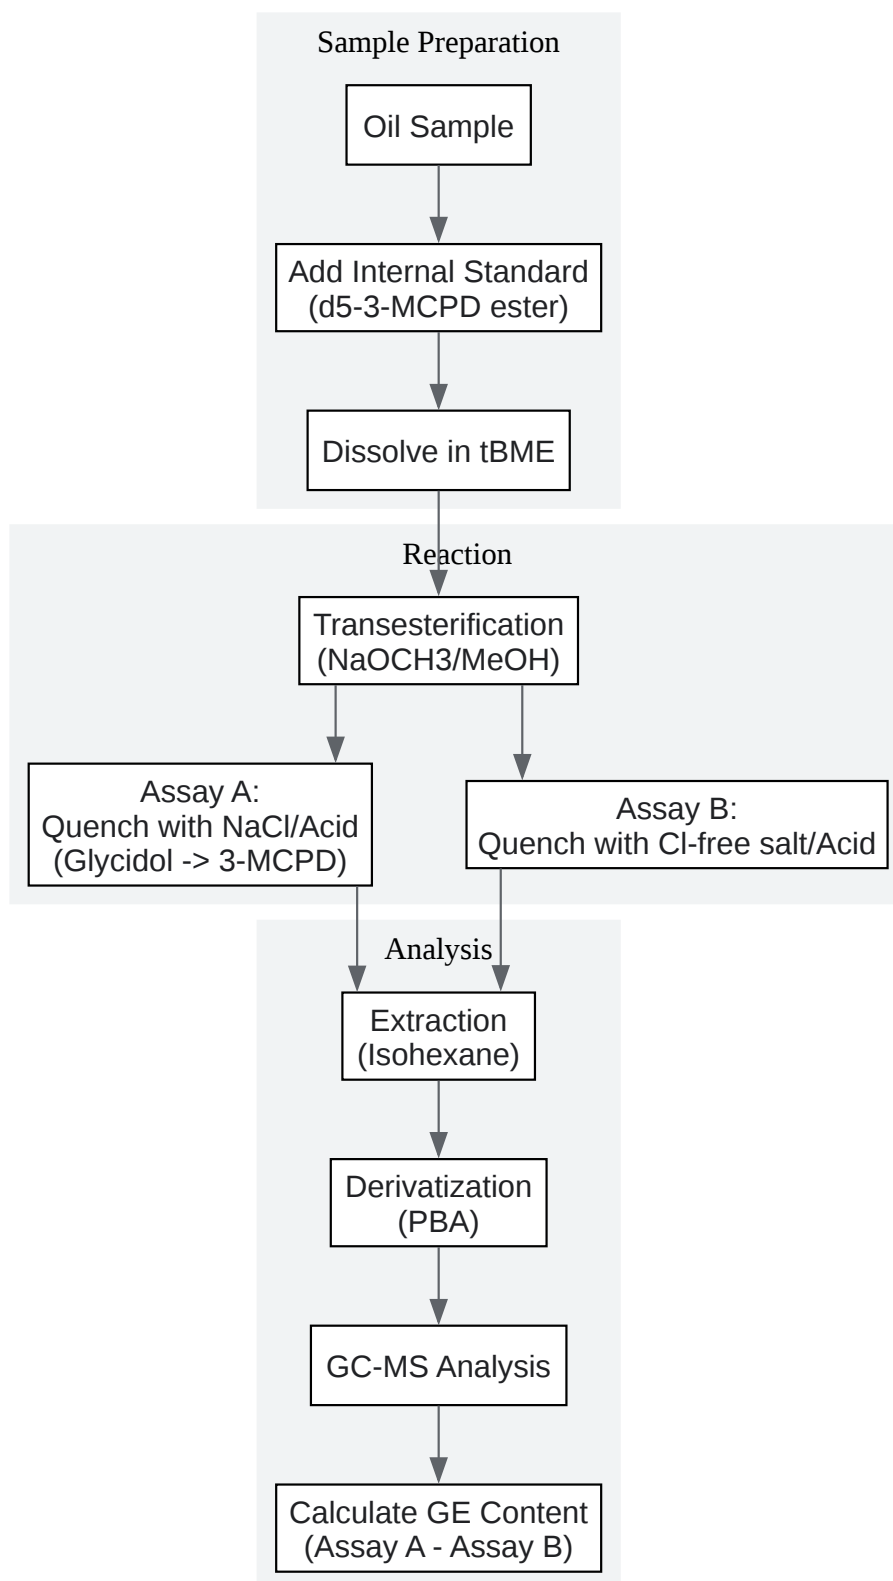 Sample Preparation
Oil Sample
Add Internal Standard
(d5-3-MCPD ester)
Dissolve in tBME
Reaction
Transesterification
(NaOCH3/MeOH)
Assay A:
Quench with NaCl/Acid
(Glycidol -> 3-MCPD)
Assay B:
Quench with Cl-free salt/Acid
Analysis
Extraction
(Isohexane)
Derivatization
(PBA)
GC-MS Analysis
Calculate GE Content
(Assay A - Assay B)